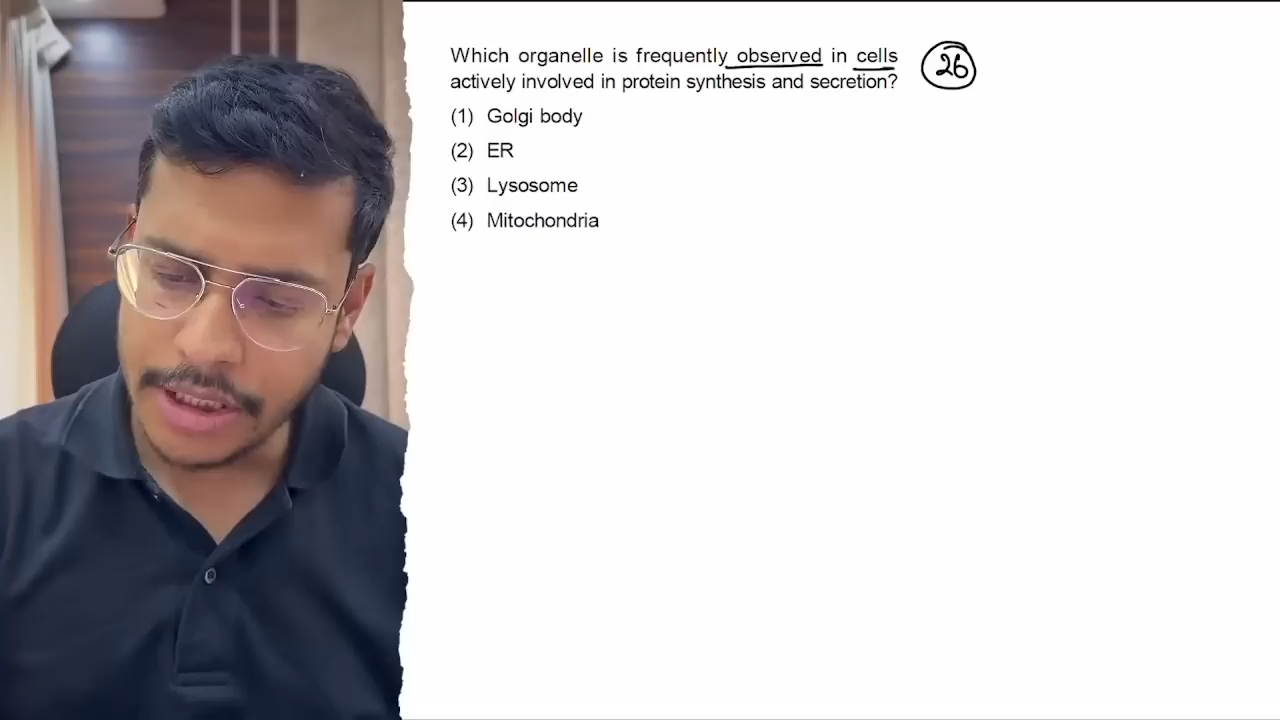 Which organelle is frequently observed in cells
actively involved in protein synthesis and secretion?
26
(1) Golgi body
(2) ER
(3) Lysosome
(4) Mitochondria